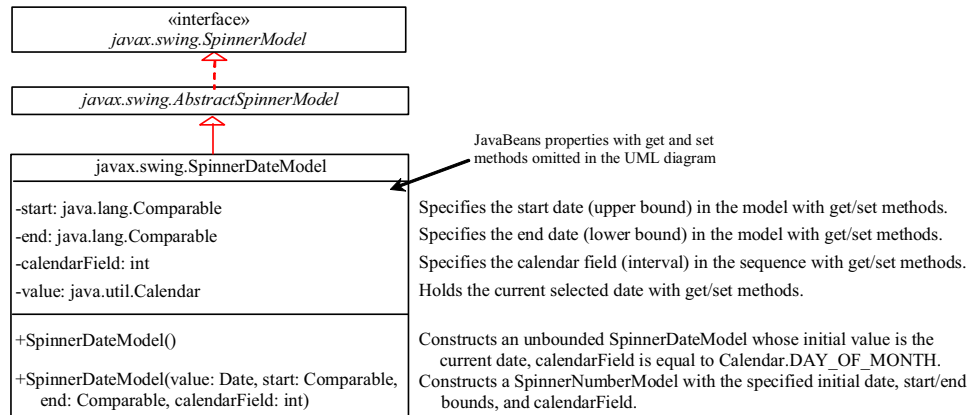 «interface»
javax.swing.SpinnerModel
javax.swing.AbstractSpinnerModel
JavaBeans properties with get and set
methods omitted in the UML diagram
javax.swing.SpinnerDateModel
-start: java.lang.Comparable
Specifies the start date (upper bound) in the model with get/set methods.
-end: java.lang.Comparable
Specifies the end date (lower bound) in the model with get/set methods.
-calendarField: int
Specifies the calendar field (interval) in the sequence with get/set methods.
-value: java.util.Calendar
Holds the current selected date with get/set methods.
+SpinnerDateModel()
Constructs an unbounded SpinnerDateModel whose initial value is the
current date, calendarField is equal to Calendar.DAY_OF_MONTH.
+SpinnerDateModel(value: Date, start: Comparable,
end: Comparable, calendarField: int)
Constructs a SpinnerNumberModel with the specified initial date, start/end
bounds, and calendarField.